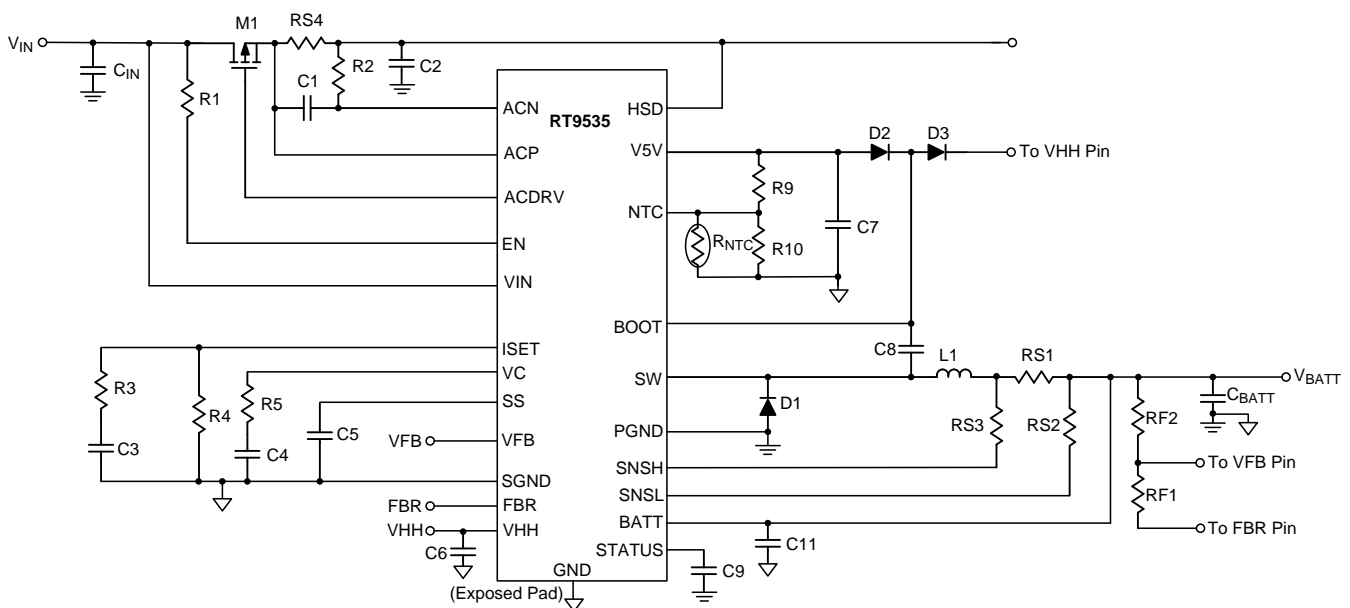 M1
RS4
VIN
CIN
R1
C1
R2
C2
ACN
RT9535
HSD
ACP
V5V
D2
D3
To VHH Pin
ACDRV
R9
NTC
RNTC
R10
C7
EN
VIN
BOOT
C8
L1
RS1
ISET
VC
SW
VBATT
R3
R4
R5
SS
D1
CBATT
C5
RS3
RS2
RF2
VFB
VFB
PGND
C3
C4
SNSH
To VFB Pin
SGND
SNSL
RF1
FBR
FBR
BATT
To FBR Pin
VHH
VHH
C6
STATUS
C11
C9
GND
(Exposed Pad)